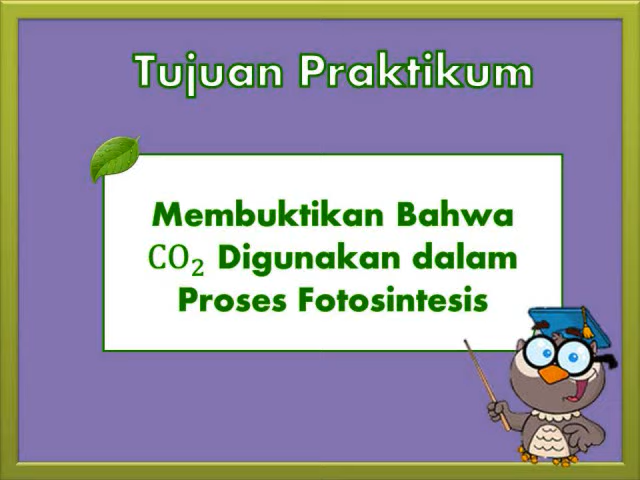 Tujuan Praktikum
Membuktikan Bahwa
CO₂ Digunakan dalam
Proses Fotosintesis